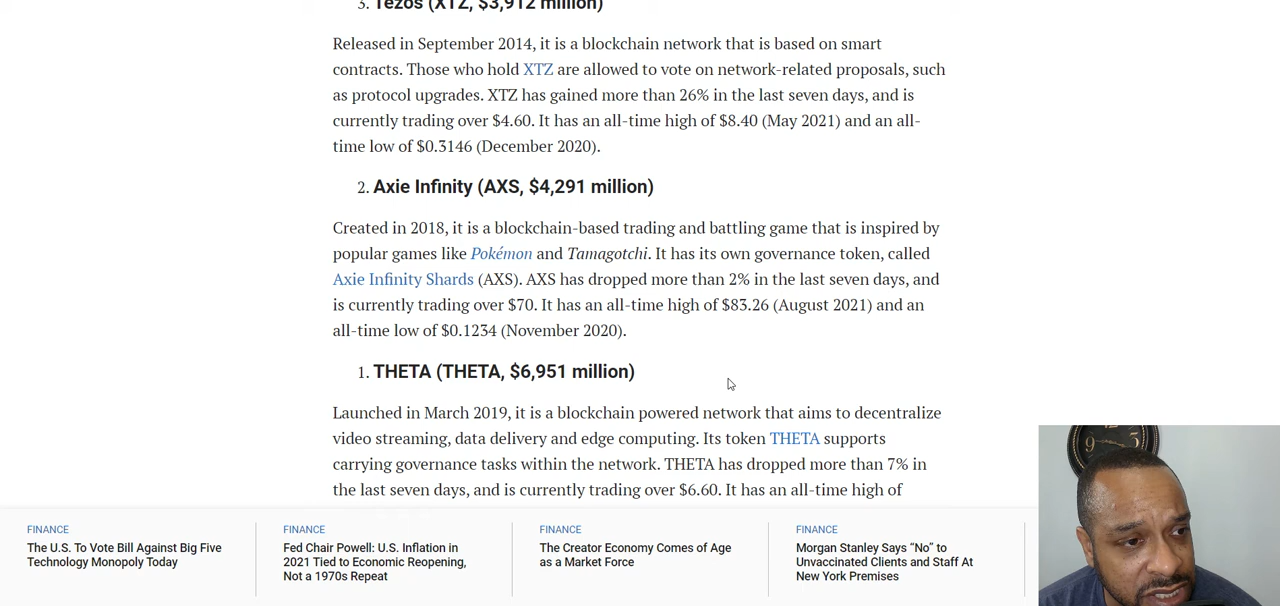 3. Tezos (XTZ, $3,912 million)
Released in September 2014, it is a blockchain network that is based on smart
contracts. Those who hold XTZ are allowed to vote on network-related proposals, such
as protocol upgrades. XTZ has gained more than 26% in the last seven days, and is
currently trading over $4.60. It has an all-time high of $8.40 (May 2021) and an all-
time low of $0.3146 (December 2020).
2. Axie Infinity (AXS, $4,291 million)
Created in 2018, it is a blockchain-based trading and battling game that is inspired by
popular games like Pokémon and Tamagotchi. It has its own governance token, called
Axie Infinity Shards (AXS). AXS has dropped more than 2% in the last seven days, and
is currently trading over $70. It has an all-time high of $83.26 (August 2021) and an
all-time low of $0.1234 (November 2020).
1. THETA (THETA, $6,951 million)
Launched in March 2019, it is a blockchain powered network that aims to decentralize
video streaming, data delivery and edge computing. Its token THETA supports
carrying governance tasks within the network. THETA has dropped more than 7% in
the last seven days, and is currently trading over $6.60. It has an all-time high of
FINANCE
The U.S. To Vote Bill Against Big Five
Technology Monopoly Today
FINANCE
Fed Chair Powell: U.S. Inflation in
2021 Tied to Economic Reopening,
Not a 1970s Repeat
FINANCE
The Creator Economy Comes of Age
as a Market Force
FINANCE
Morgan Stanley Says “No” to
Unvaccinated Clients and Staff At
New York Premises
9 3